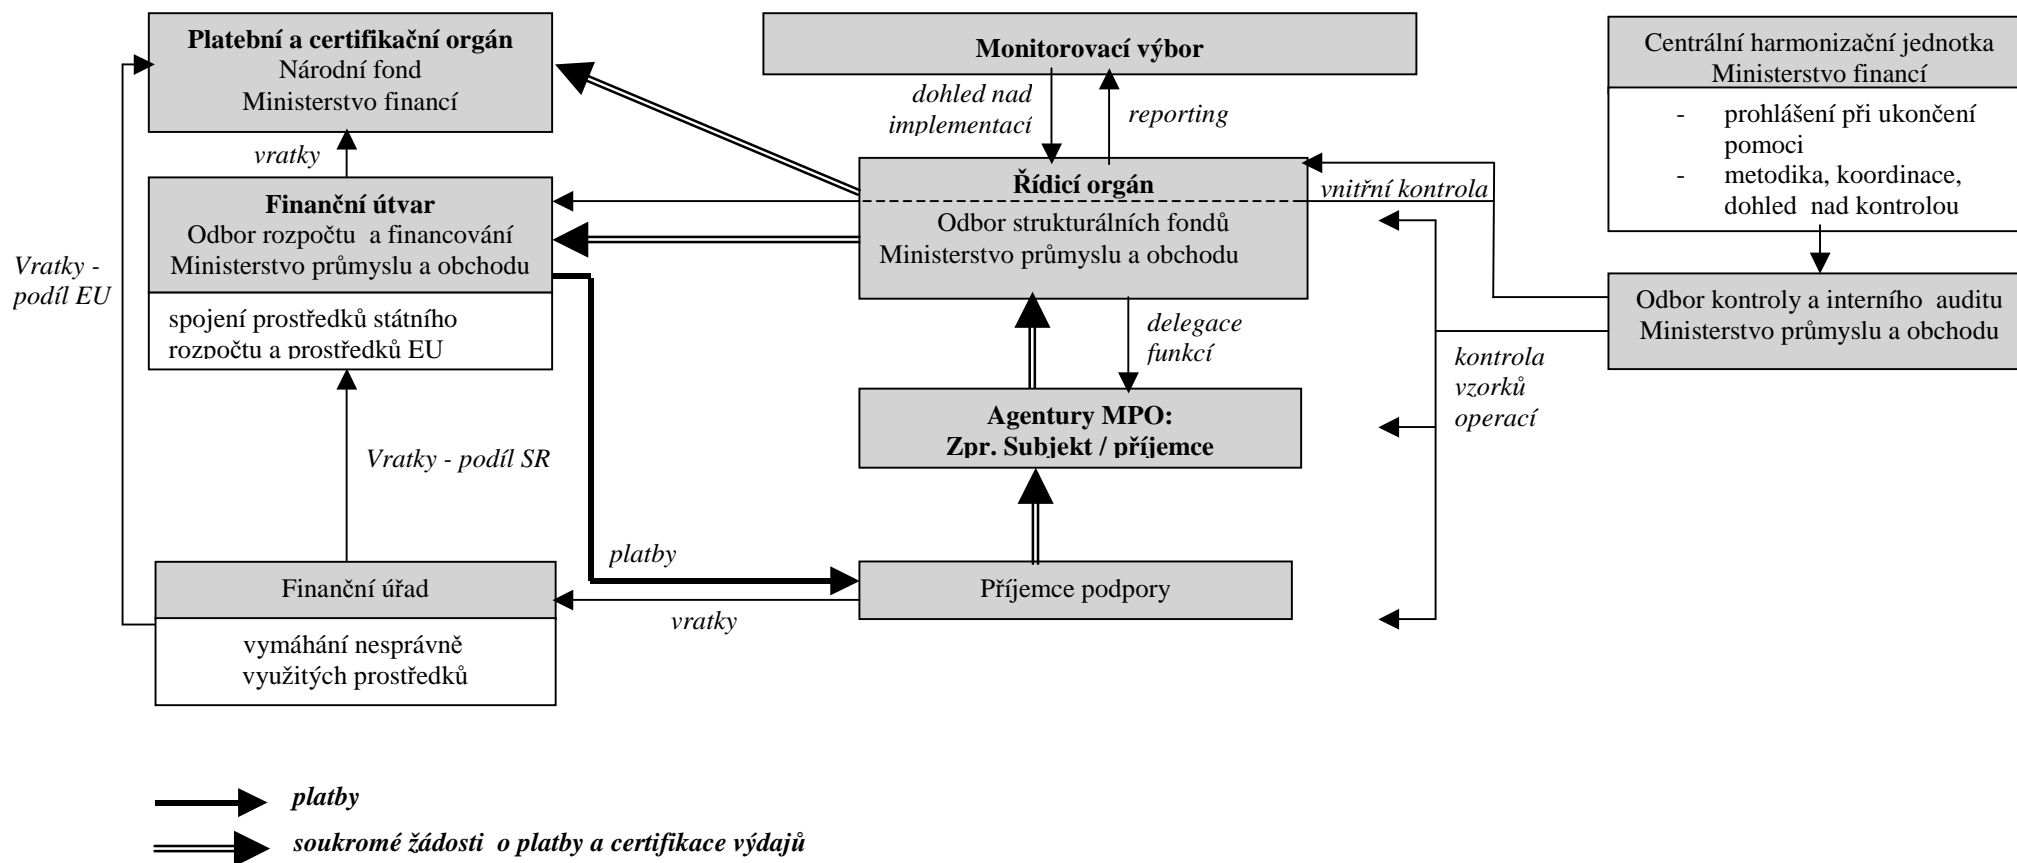 Platební a certifikační orgán
Národní fond
Ministerstvo financí
Monitorovací výbor
Centrální harmonizační jednotka
Ministerstvo financí
- prohlášení při ukončení
pomoci
- metodika, koordinace,
dohled nad kontrolou
dohled nad
implementací
reporting
vratky
Finanční útvar
Odbor rozpočtu a financování
Ministerstvo průmyslu a obchodu
spojení prostředků státního
rozpočtu a prostředků EU
Řídicí orgán
Odbor strukturálních fondů
Ministerstvo průmyslu a obchodu
vnitřní kontrola
Odbor kontroly a interního auditu
Ministerstvo průmyslu a obchodu
Vratky -
podíl EU
delegace
funkcí
kontrola
vzorků
operací
Agentury MPO:
Zpr. Subjekt / příjemce
Vratky - podíl SR
platby
Finanční úřad
vymáhání nesprávně
využitých prostředků
vratky
Příjemce podpory
platby
soukromé žádosti o platby a certifikace výdajů